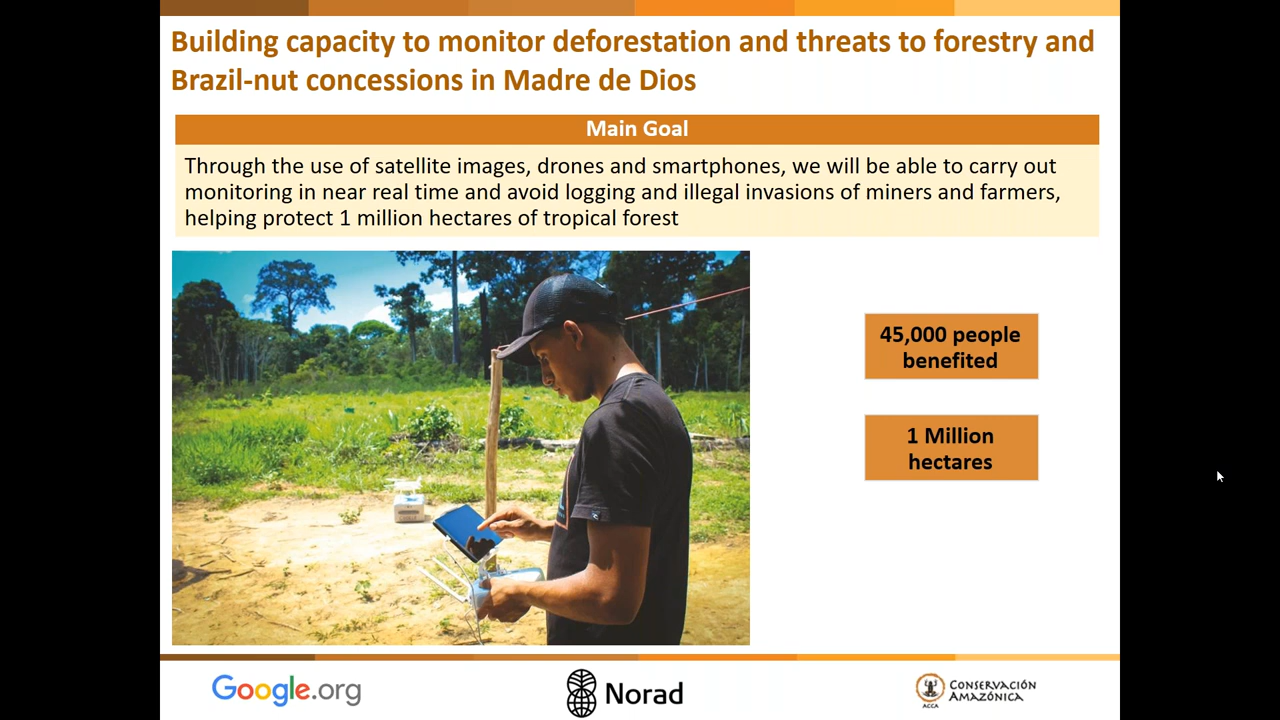 Building capacity to monitor deforestation and threats to forestry and
Brazil-nut concessions in Madre de Dios
Main Goal
Through the use of satellite images, drones and smartphones, we will be able to carry out
monitoring in near real time and avoid logging and illegal invasions of miners and farmers,
helping protect 1 million hectares of tropical forest
45,000 people
benefited
1 Million
hectares
Google.org
Norad
ACCA
CONSERVACIÓN
AMAZÓNICA